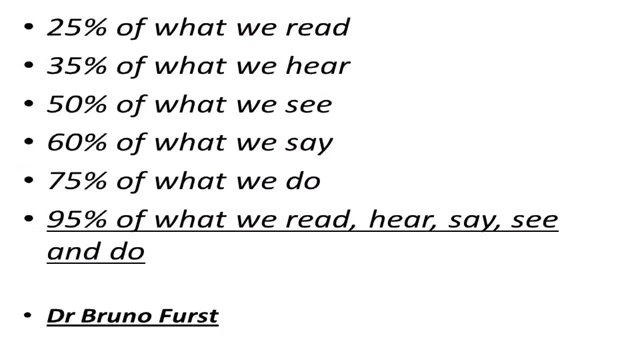 • 25% of what we read
• 35% of what we hear
• 50% of what we see
• 60% of what we say
• 75% of what we do
• 95% of what we read, hear, say, see
and do
• Dr Bruno Furst